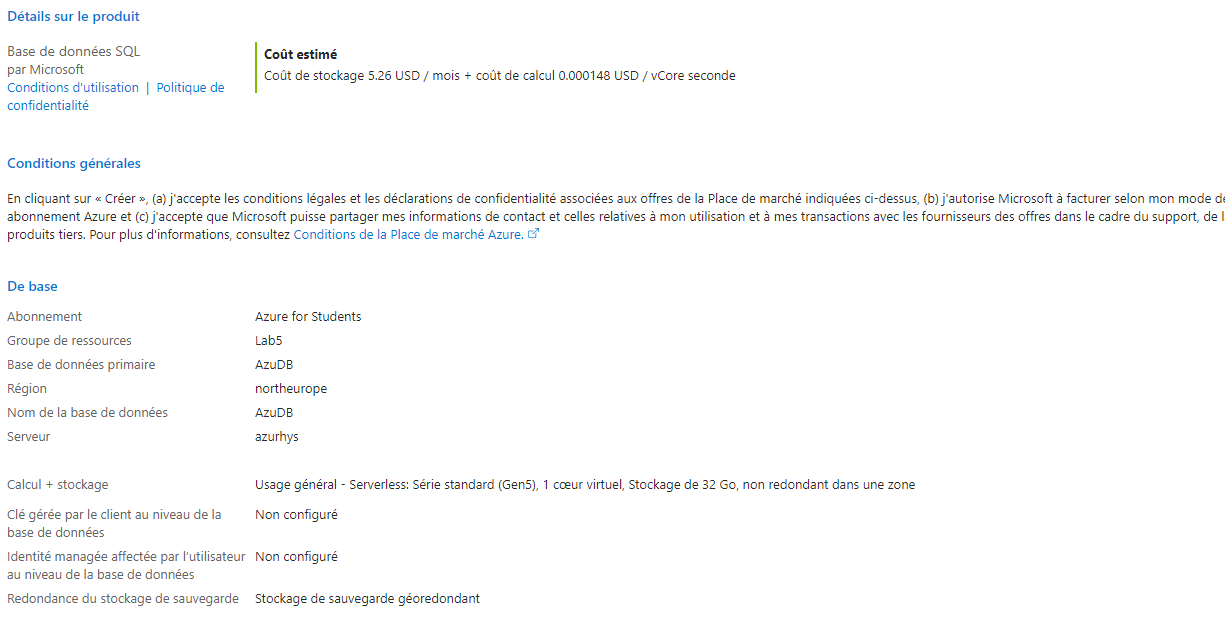 Détails sur le produit
Base de données SQL
par Microsoft
Conditions d'utilisation | Politique de
confidentialité
Coût estimé
Coût de stockage 5.26 USD / mois + coût de calcul 0.000148 USD / vCore seconde
Conditions générales
En cliquant sur « Créer », (a) j'accepte les conditions légales et les déclarations de confidentialité associées aux offres de la Place de marché indiquées ci-dessus, (b) j'autorise Microsoft à facturer selon mon mode de
abonnement Azure et (c) j'accepte que Microsoft puisse partager mes informations de contact et celles relatives à mon utilisation et à mes transactions avec les fournisseurs des offres dans le cadre du support, de l
produits tiers. Pour plus d'informations, consultez Conditions de la Place de marché Azure.
De base
Abonnement Azure for Students
Groupe de ressources Lab5
Base de données primaire AzuDB
Région northeurope
Nom de la base de données AzuDB
Serveur azurhys
Calcul + stockage Usage général - Serverless: Série standard (Gen5), 1 cœur virtuel, Stockage de 32 Go, non redondant dans une zone
Clé gérée par le client au niveau de la Non configuré
base de données
Identité managée affectée par l'utilisateur Non configuré
au niveau de la base de données
Redondance du stockage de sauvegarde Stockage de sauvegarde géoredondant